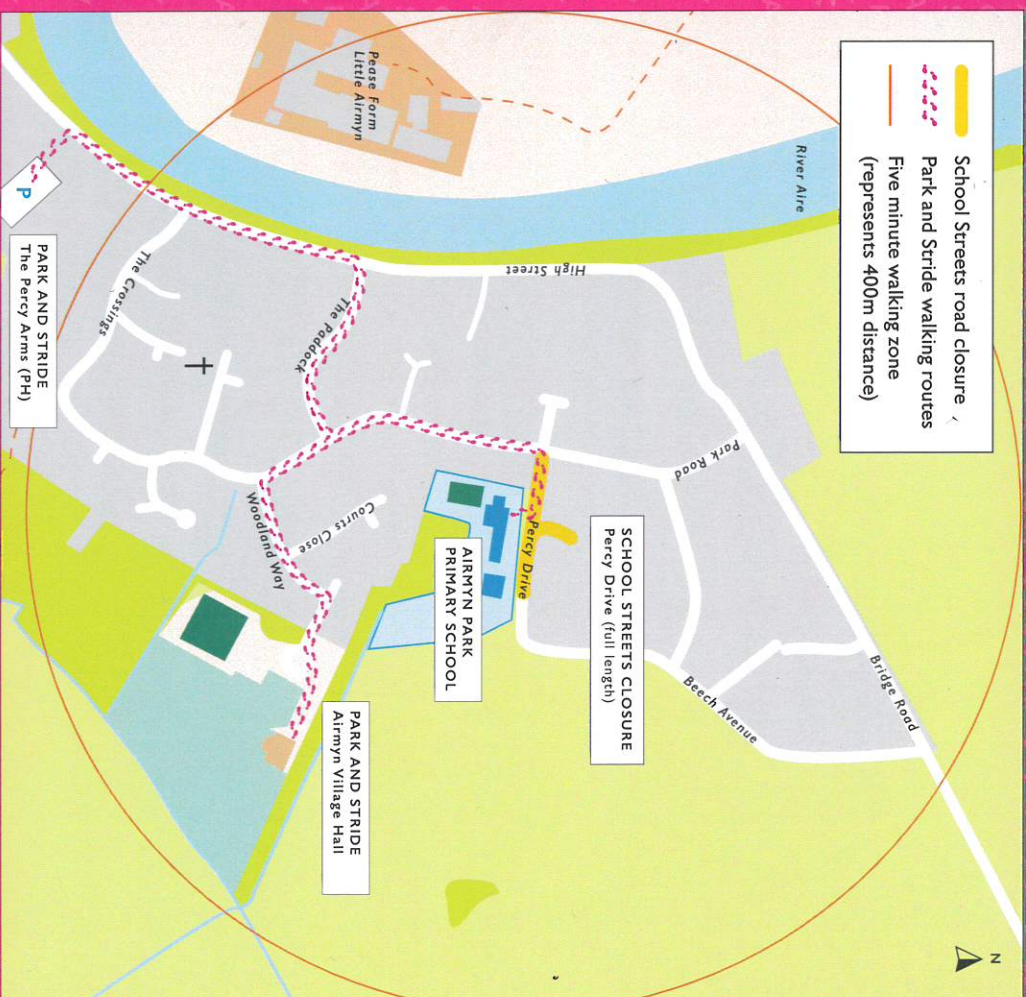 School Streets road closure
Park and Stride walking routes
Five minute walking zone
(represents 400m distance)
N
River Aire
Bridge Road
Park Road
Beech Avenue
High Street
SCHOOL STREETS CLOSURE
Percy Drive (full length)
Percy Drive
Pease Form
Little Airmyn
AIRMYN PARK
PRIMARY SCHOOL
The Paddock
Courts Close
PARK AND STRIDE
Airmyn Village Hall
Woodland Way
The Crossings
PARK AND STRIDE
The Percy Arms (PH)
P